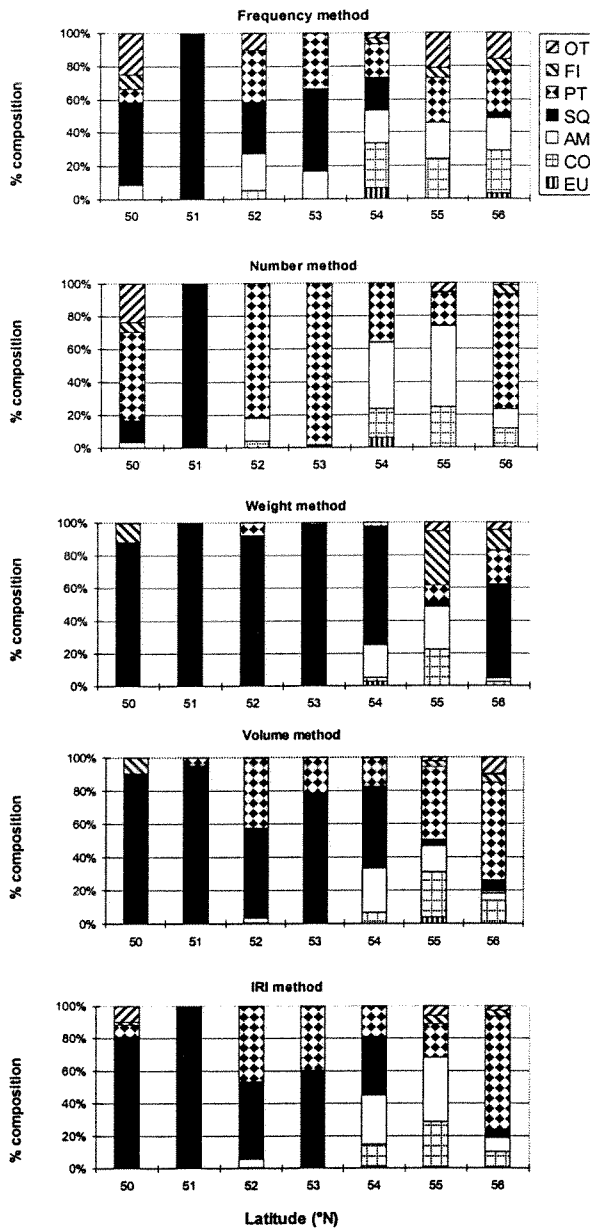 Frequency method
100%
80%
60%
40%
20%
0%
% composition
50 51 52 53 54 55 56
OT
FI
PT
SQ
AM
CO
EU
Number method
100%
80%
60%
40%
20%
0%
% composition
50 51 52 53 54 55 56
Weight method
100%
80%
60%
40%
20%
0%
% composition
50 51 52 53 54 55 56
Volume method
100%
80%
60%
40%
20%
0%
% composition
50 51 52 53 54 55 56
IRI method
100%
80%
60%
40%
20%
0%
% composition
50 51 52 53 54 55 56
Latitude (°N)